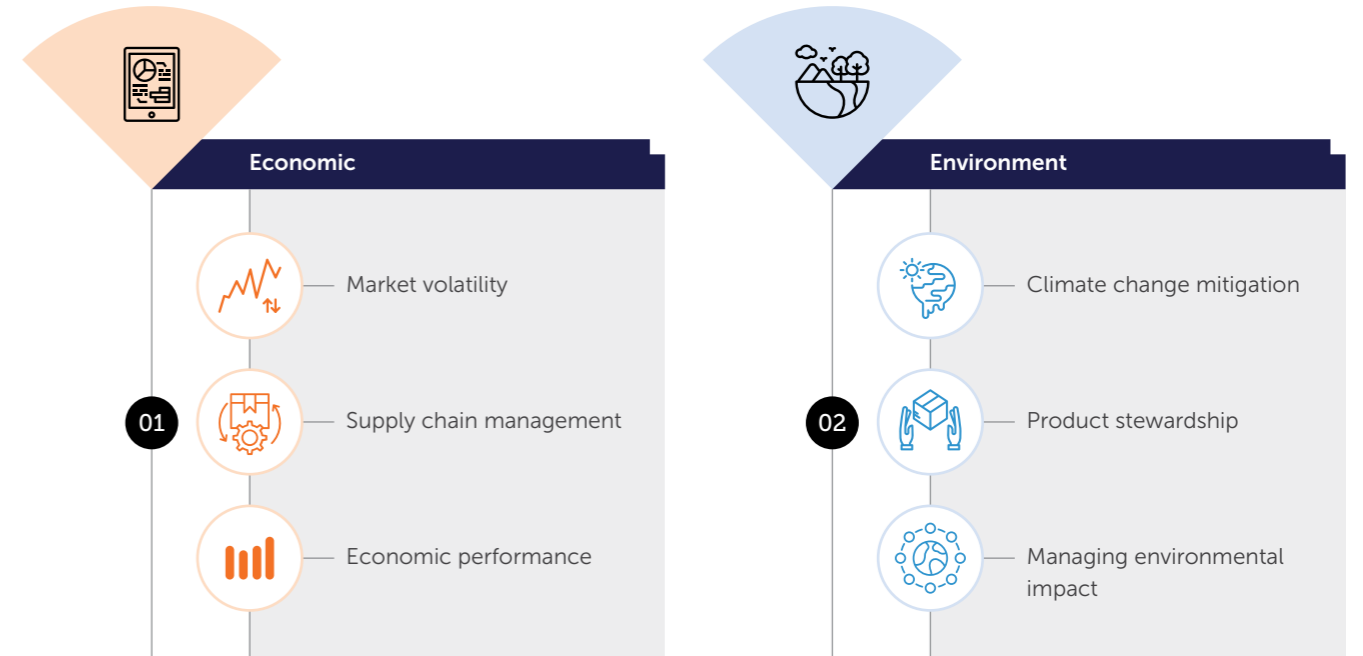 Economic
Market volatility
01
Supply chain management
Economic performance
Environment
Climate change mitigation
02
Product stewardship
Managing environmental
impact